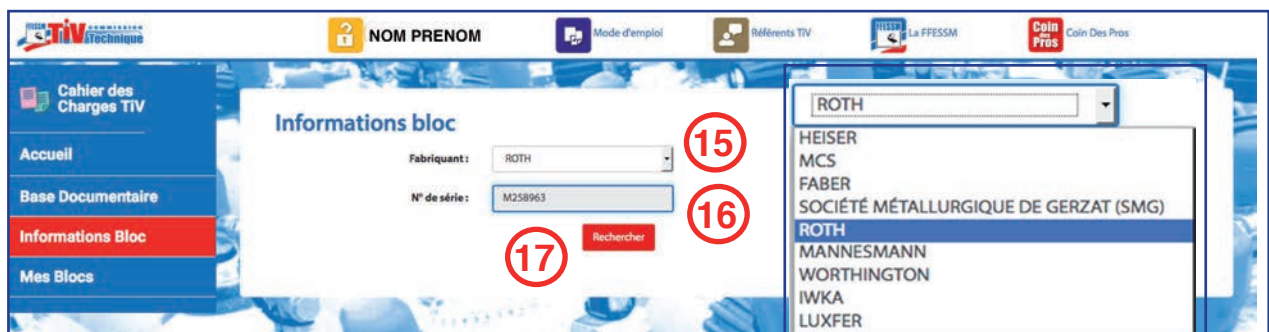 FFESSM TiV COMMISSION Technique
NOM PRENOM
Mode d'emploi
Référents TiV
La FFESSM
Coin des Pros
Coin Des Pros
Cahier des
Charges TiV
Accueil
Base Documentaire
Informations Bloc
Mes Blocs
Informations bloc
Fabriquant :
ROTH
15
N° de série :
M258963
16
17
Rechercher
ROTH
HEISER
MCS
FABER
SOCIÉTÉ MÉTALLURGIQUE DE GERZAT (SMG)
ROTH
MANNESMANN
WORTHINGTON
IWKA
LUXFER